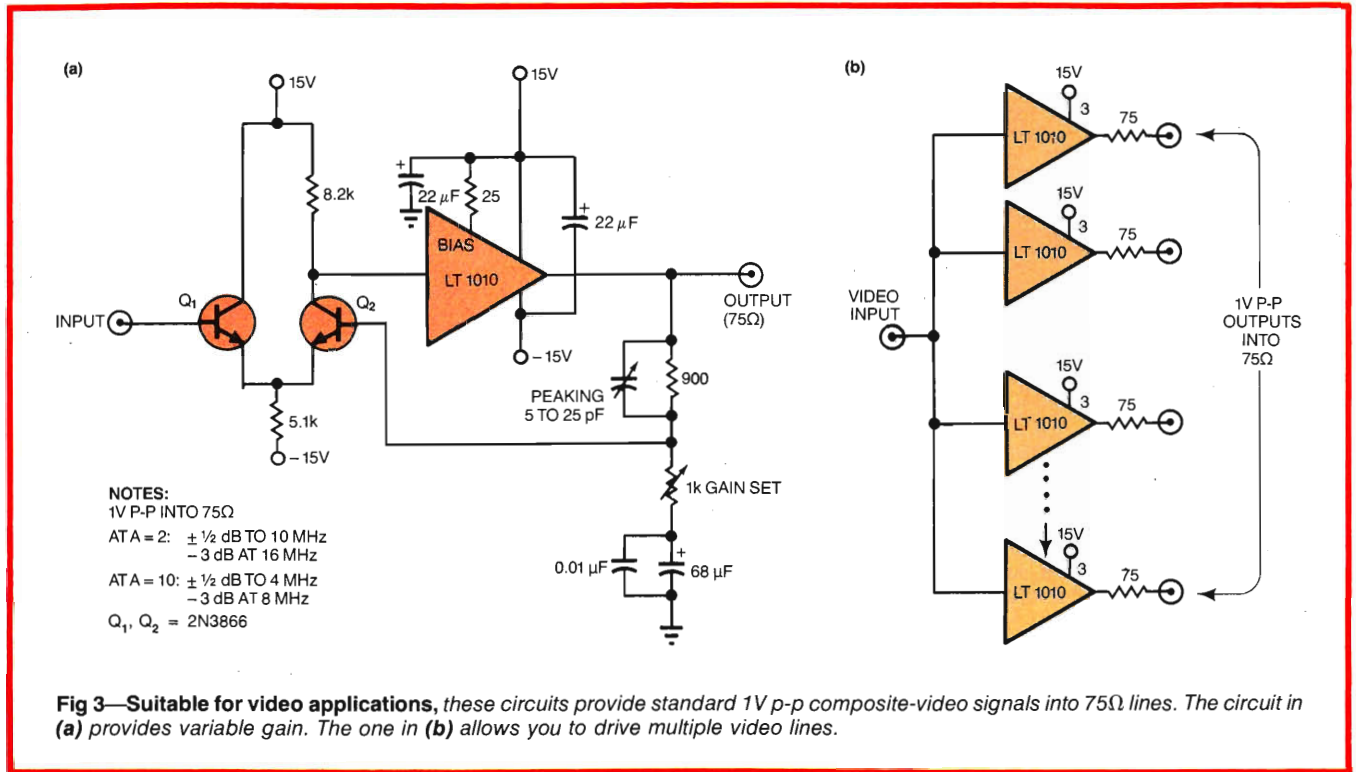 (a)
15V
15V
8.2k
+
22 µF
25
+
22 µF
BIAS
LT 1010
Q1
Q2
INPUT
OUTPUT
(75Ω)
– 15V
PEAKING
5 TO 25 pF
900
5.1k
– 15V
1k GAIN SET
0.01 µF
+
68 µF
NOTES:
1V P-P INTO 75Ω
AT A = 2: ± ½ dB TO 10 MHz
– 3 dB AT 16 MHz
AT A = 10: ± ½ dB TO 4 MHz
– 3 dB AT 8 MHz
Q1, Q2 = 2N3866
(b)
15V
3
LT 1010
75
15V
3
LT 1010
75
VIDEO
INPUT
1V P-P
OUTPUTS
INTO
75Ω
15V
3
LT 1010
75
15V
3
LT 1010
75
Fig 3—Suitable for video applications, these circuits provide standard 1V p-p composite-video signals into 75Ω lines. The circuit in
(a) provides variable gain. The one in (b) allows you to drive multiple video lines.